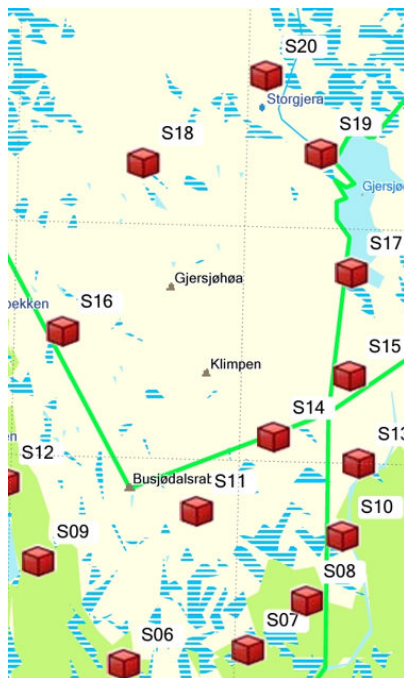 S20
Storgjera
S19
S18
Gjersjø
S17
Gjersjøhøa
S16
bekken
S15
Klimpen
S14
S13
S12
Busjødalsrat
S11
S10
S09
S08
S07
S06